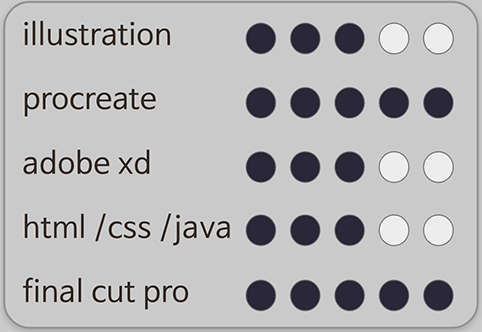 illustration
procreate
adobe xd
html /css /java
final cut pro